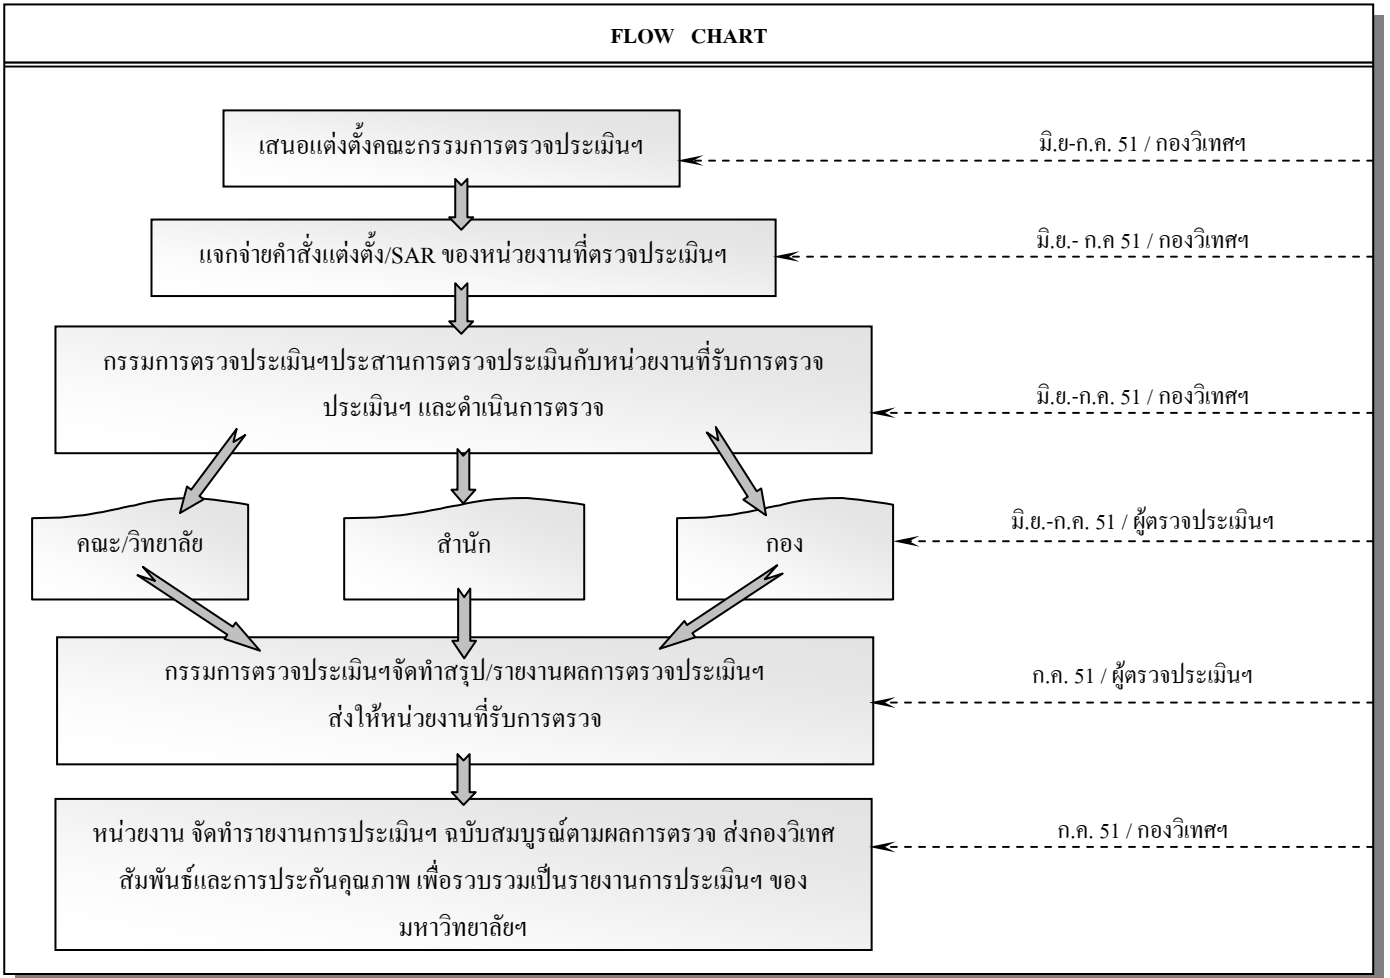 FLOW CHART
เสนอแต่งตั้งคณะกรรมการตรวจประเมินฯ
มิ.ย-ก.ค. 51 / กองวิเทศฯ
แจกจ่ายคำสั่งแต่งตั้ง/SAR ของหน่วยงานที่ตรวจประเมินฯ
มิ.ย.- ก.ค 51 / กองวิเทศฯ
กรรมการตรวจประเมินฯประสานการตรวจประเมินกับหน่วยงานที่รับการตรวจ
ประเมินฯ และดำเนินการตรวจ
มิ.ย.-ก.ค. 51 / กองวิเทศฯ
คณะ/วิทยาลัย
สำนัก
กอง
มิ.ย.-ก.ค. 51 / ผู้ตรวจประเมินฯ
กรรมการตรวจประเมินฯจัดทำสรุป/รายงานผลการตรวจประเมินฯ
ส่งให้หน่วยงานที่รับการตรวจ
ก.ค. 51 / ผู้ตรวจประเมินฯ
หน่วยงาน จัดทำรายงานการประเมินฯ ฉบับสมบูรณ์ตามผลการตรวจ ส่งกองวิเทศ
สัมพันธ์และการประกันคุณภาพ เพื่อรวบรวมเป็นรายงานการประเมินฯ ของ
มหาวิทยาลัยฯ
ก.ค. 51 / กองวิเทศฯ